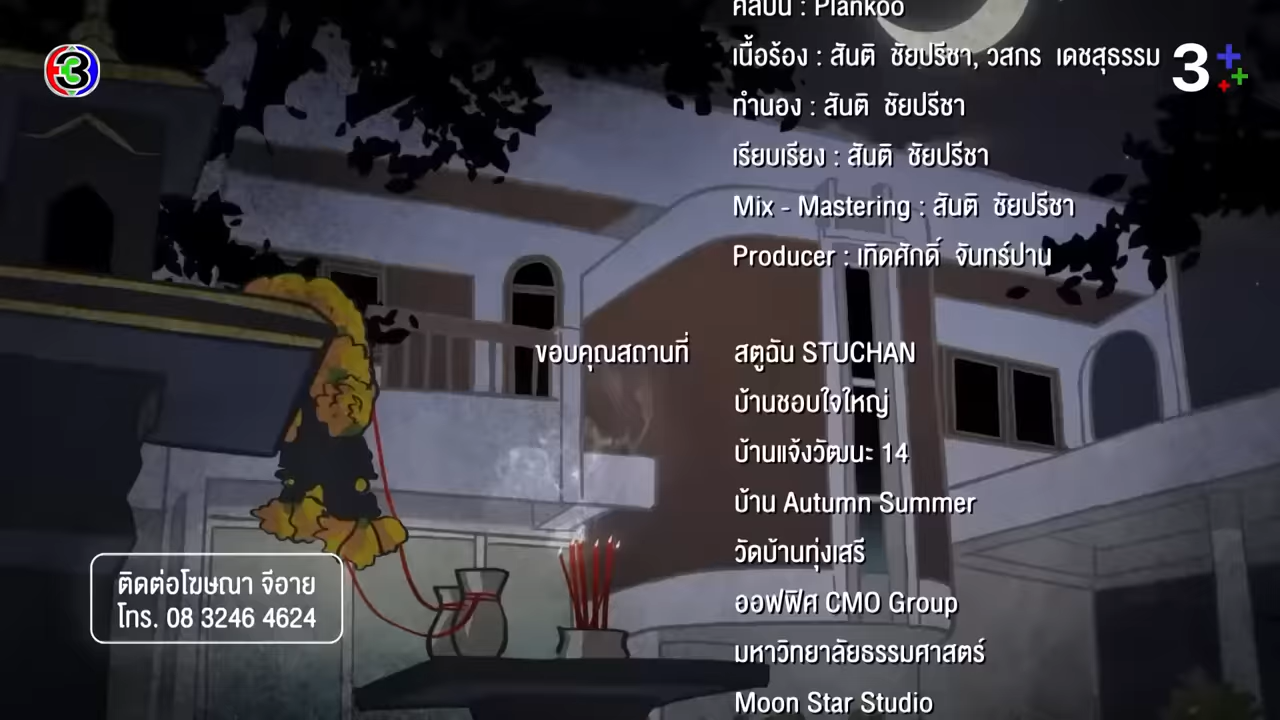 ศิลปิน : Plankoo
3
3
เนื้อร้อง : สันติ ชัยปรีชา, วสกร เดชสุธรรม
ทำนอง : สันติ ชัยปรีชา
เรียบเรียง : สันติ ชัยปรีชา
Mix - Mastering : สันติ ชัยปรีชา
Producer : เทิดศักดิ์ จันทร์ปาน
ขอบคุณสถานที่ สตูฉัน STUCHAN
บ้านชอบใจใหญ่
บ้านแจ้งวัฒนะ 14
บ้าน Autumn Summer
วัดบ้านทุ่งเสรี
ออฟฟิศ CMO Group
มหาวิทยาลัยธรรมศาสตร์
Moon Star Studio
ติดต่อโฆษณา จีอาย
โทร. 08 3246 4624